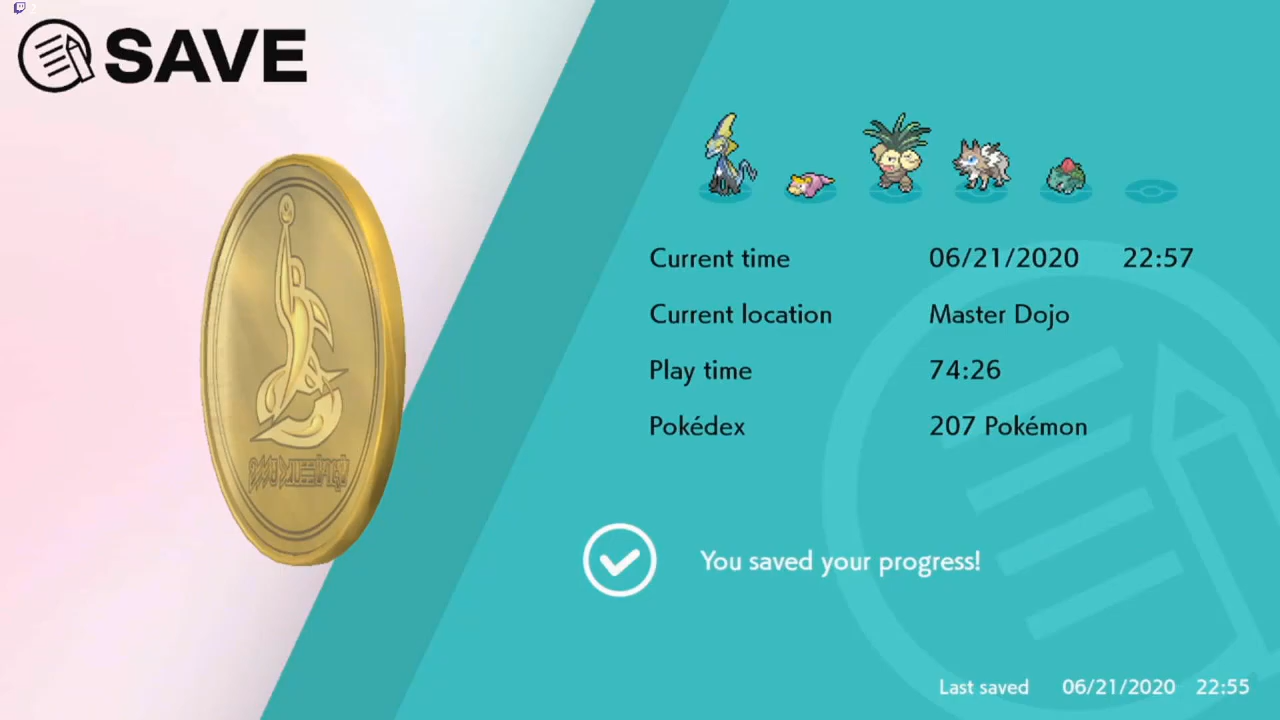 SAVE
Current time 06/21/2020 22:57
Current location Master Dojo
Play time 74:26
Pokédex 207 Pokémon
You saved your progress!
Last saved 06/21/2020 22:55